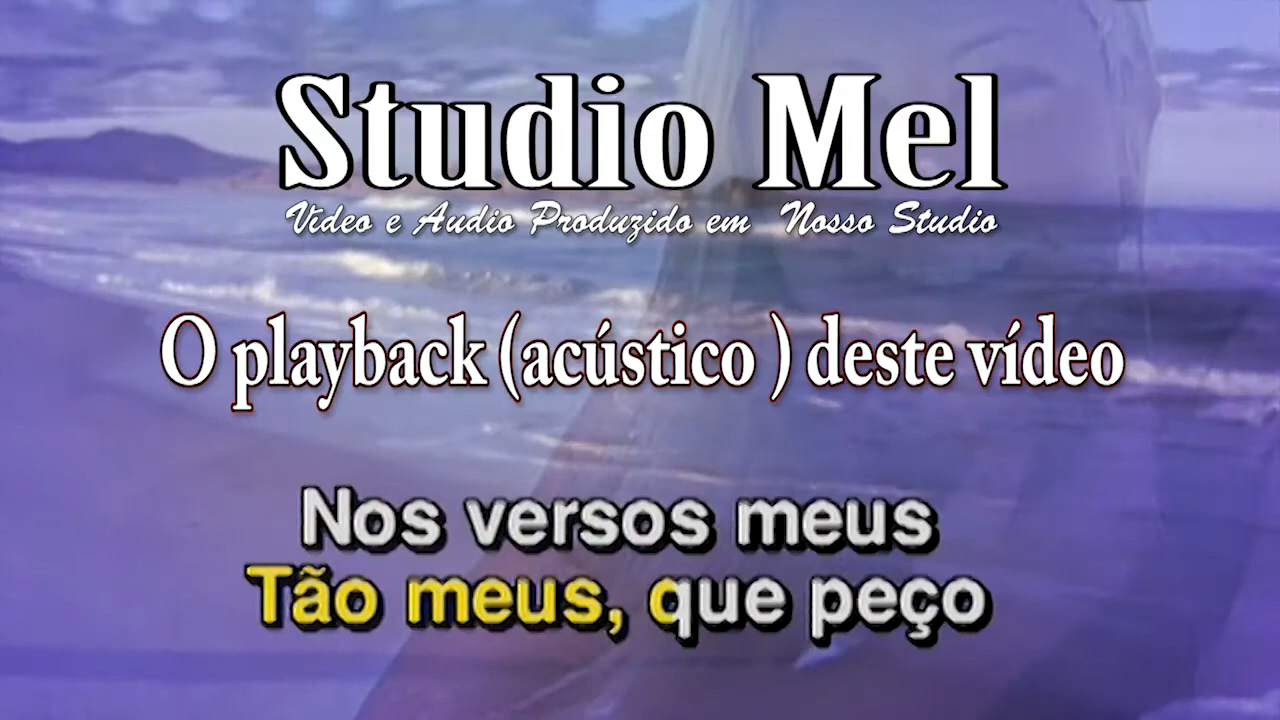 Studio Mel
Vídeo e Audio Produzido em Nosso Studio
O playback (acústico ) deste vídeo
Nos versos meus
Tão meus, que peço